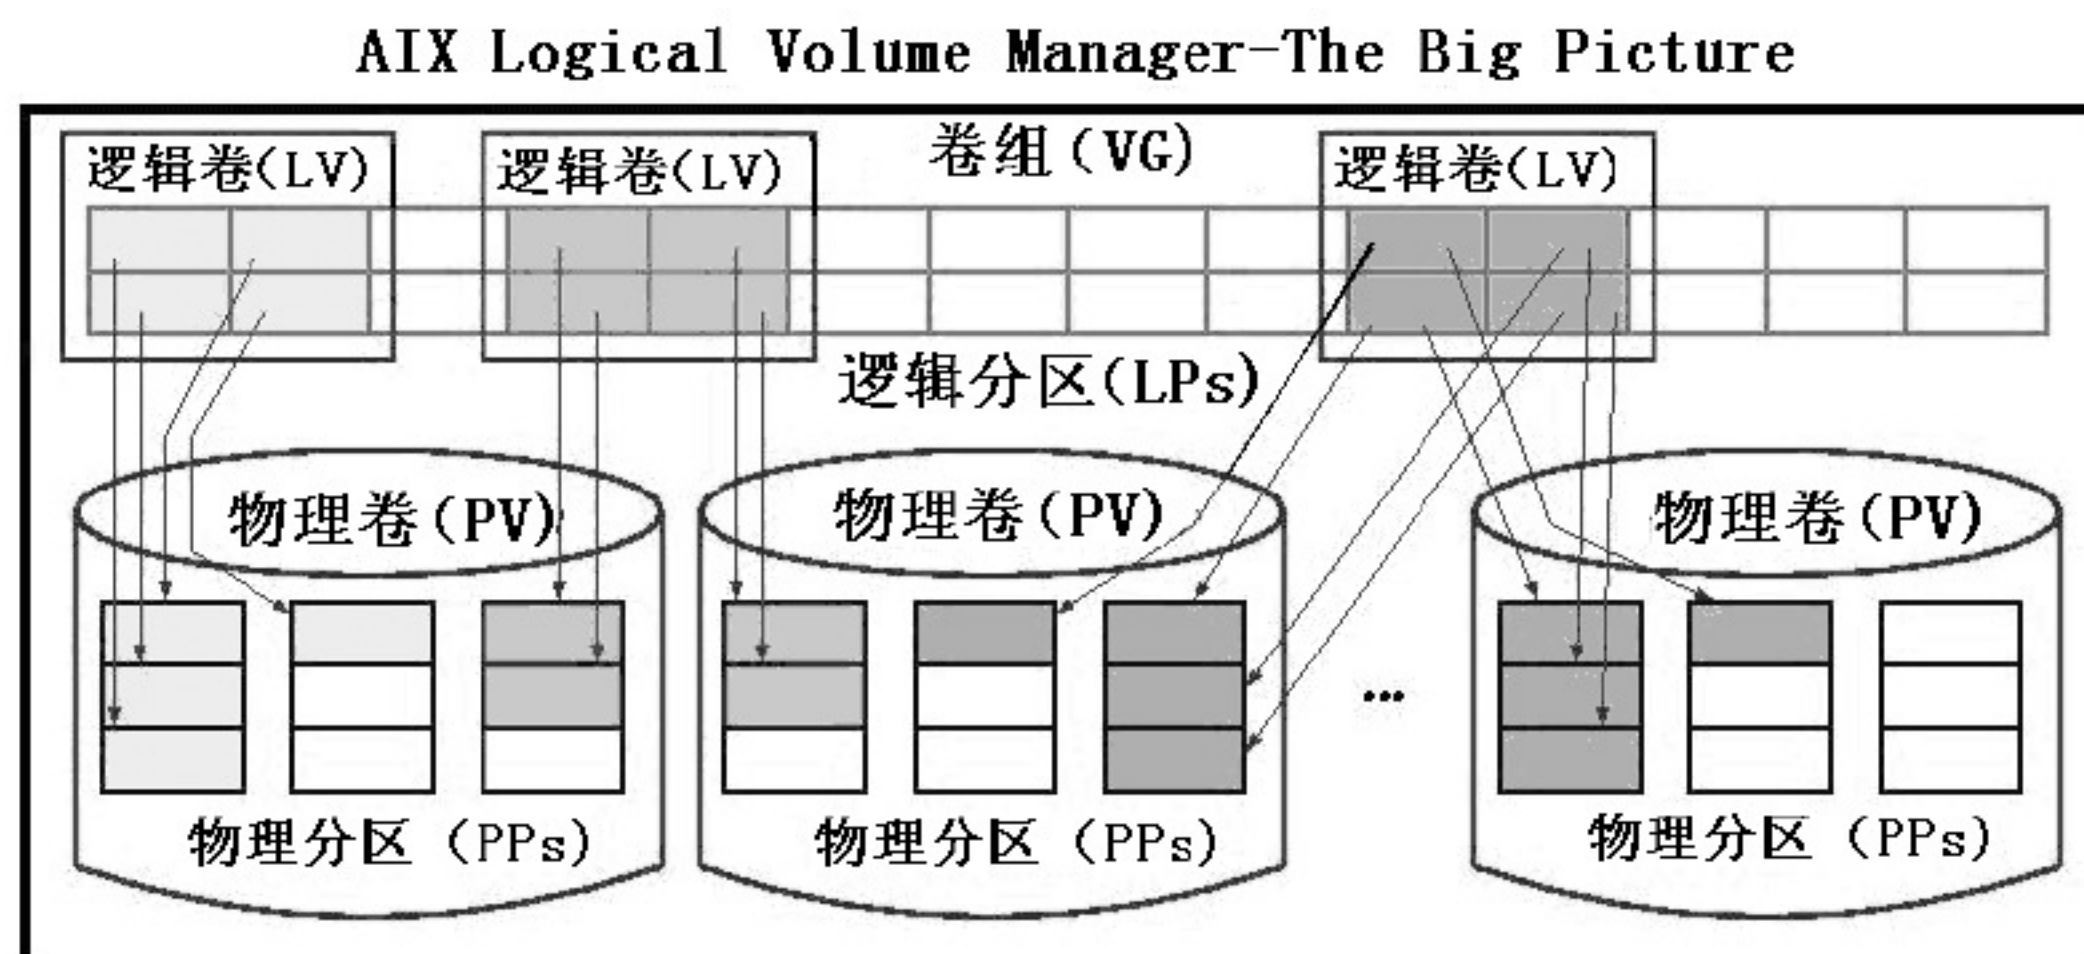 AIX Logical Volume Manager-The Big Picture
逻辑卷(LV)
逻辑卷(LV)
卷组(VG)
逻辑卷(LV)
逻辑分区(LPs)
物理卷(PV)
物理卷(PV)
物理卷(PV)
...
物理分区(PPs)
物理分区(PPs)
物理分区(PPs)